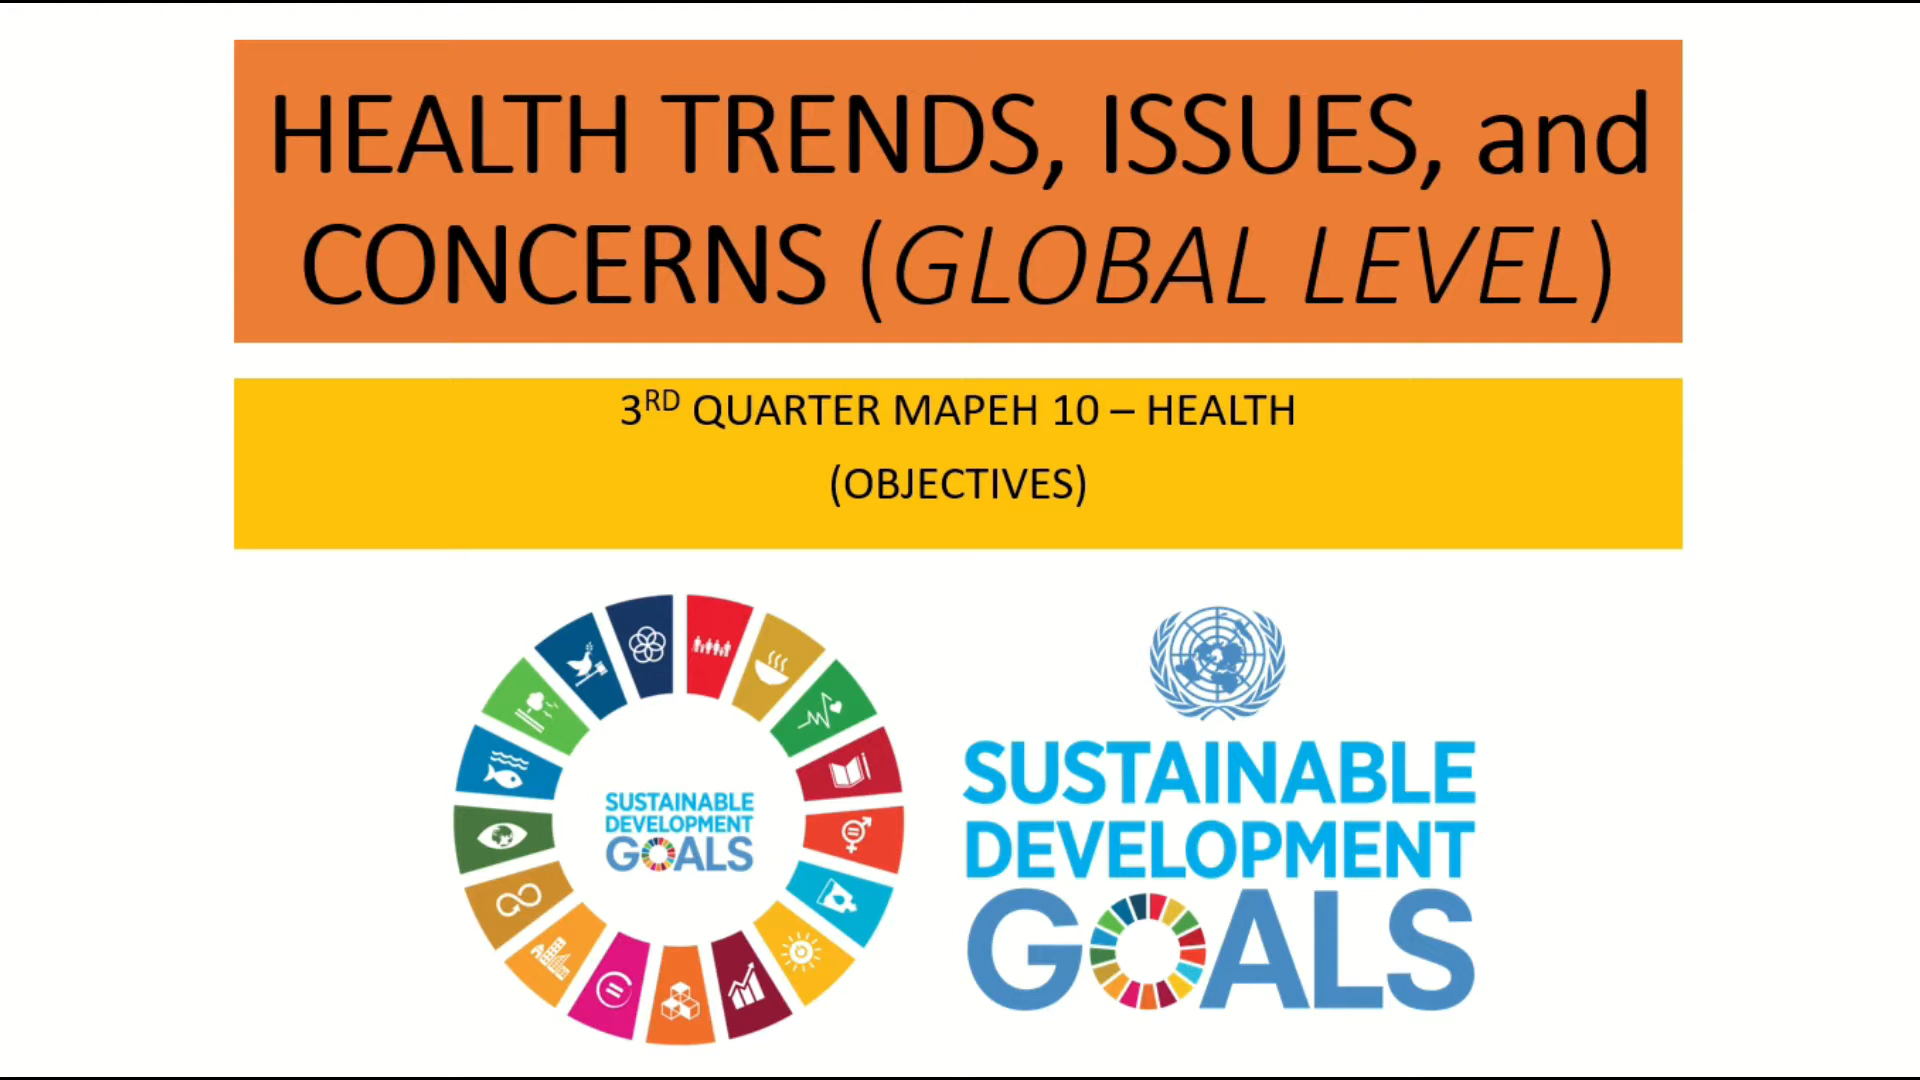 HEALTH TRENDS, ISSUES, and
CONCERNS (GLOBAL LEVEL)
3RD QUARTER MAPEH 10 – HEALTH
(OBJECTIVES)
SUSTAINABLE
DEVELOPMENT
GOALS
SUSTAINABLE
DEVELOPMENT
GOALS